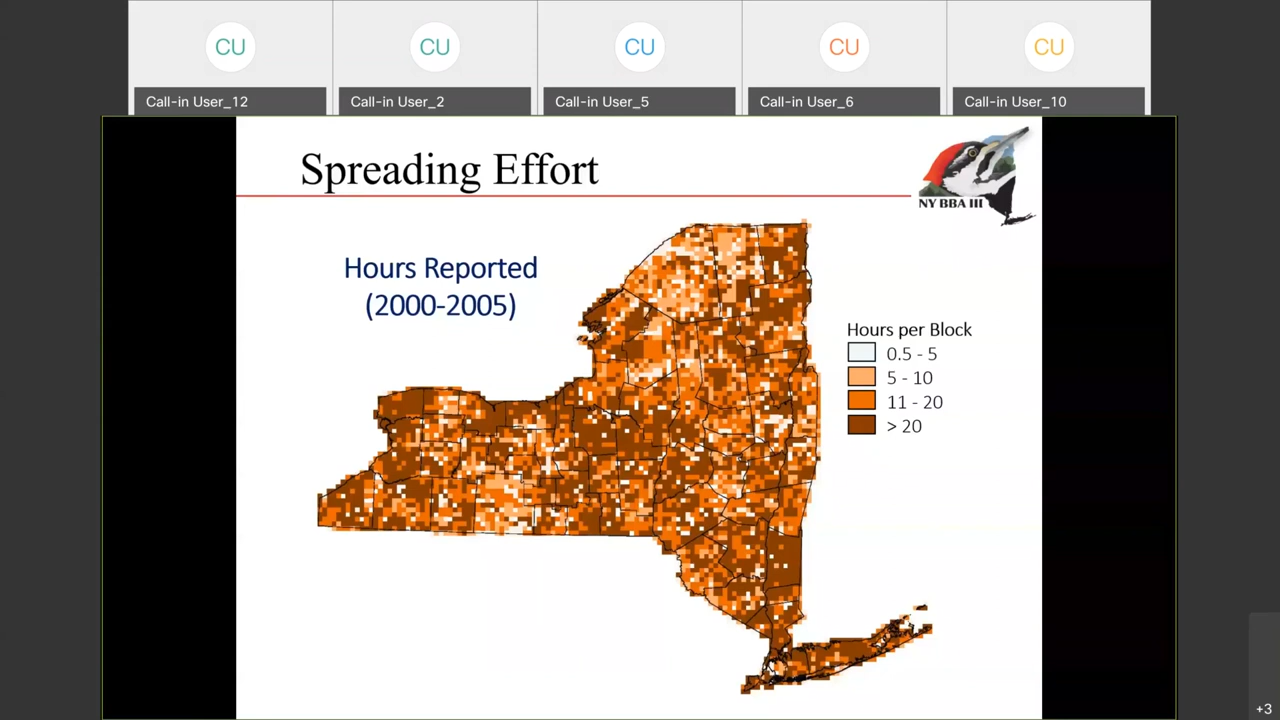 CU
CU
CU
CU
CU
Call-in User_12
Call-in User_2
Call-in User_5
Call-in User_6
Call-in User_10
Spreading Effort
NY BBA III
Hours Reported
(2000-2005)
Hours per Block
0.5 - 5
5 - 10
11 - 20
> 20
+3